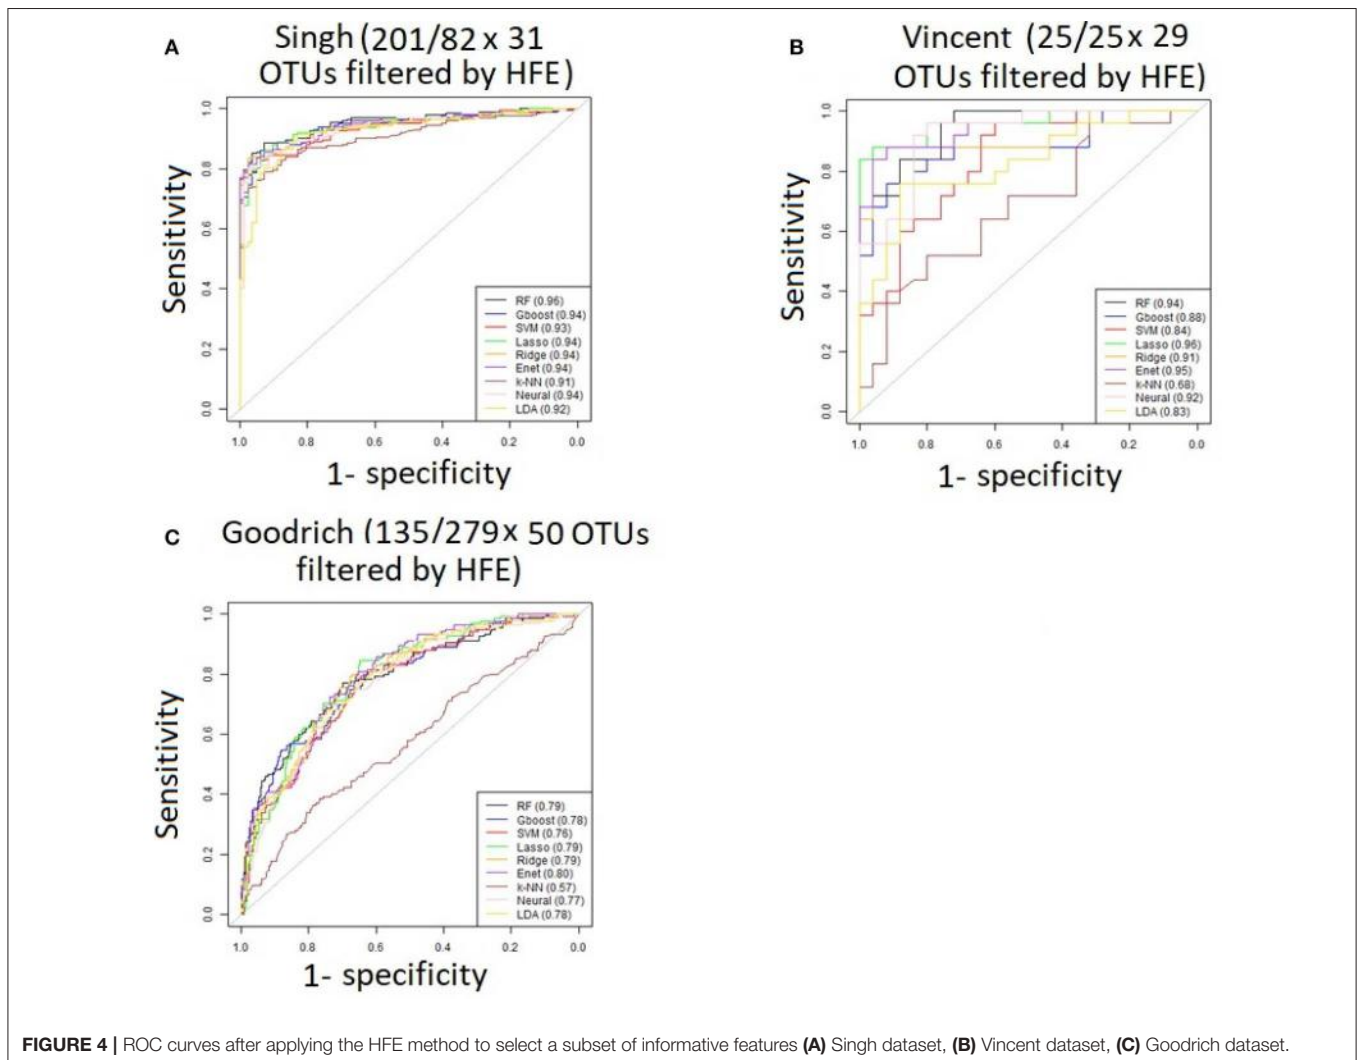 A
Singh (201/82 x 31
OTUs filtered by HFE)
Sensitivity
1.0
0.8
0.6
0.4
0.2
0.0
RF (0.96)
Gboost (0.94)
SVM (0.93)
Lasso (0.94)
Ridge (0.94)
Enet (0.94)
k-NN (0.91)
Neural (0.94)
LDA (0.92)
1.0 0.8 0.6 0.4 0.2 0.0
1- specificity
B
Vincent (25/25x 29
OTUs filtered by HFE)
Sensitivity
1.0
0.8
0.6
0.4
0.2
0.0
RF (0.94)
Gboost (0.88)
SVM (0.84)
Lasso (0.96)
Ridge (0.91)
Enet (0.95)
k-NN (0.68)
Neural (0.92)
LDA (0.83)
1.0 0.8 0.6 0.4 0.2 0.0
1- specificity
C
Goodrich (135/279x 50 OTUs
filtered by HFE)
Sensitivity
1.0
0.8
0.6
0.4
0.2
0.0
RF (0.79)
Gboost (0.78)
SVM (0.76)
Lasso (0.79)
Ridge (0.79)
Enet (0.80)
k-NN (0.57)
Neural (0.77)
LDA (0.78)
1.0 0.8 0.6 0.4 0.2 0.0
1- specificity
FIGURE 4 | ROC curves after applying the HFE method to select a subset of informative features (A) Singh dataset, (B) Vincent dataset, (C) Goodrich dataset.